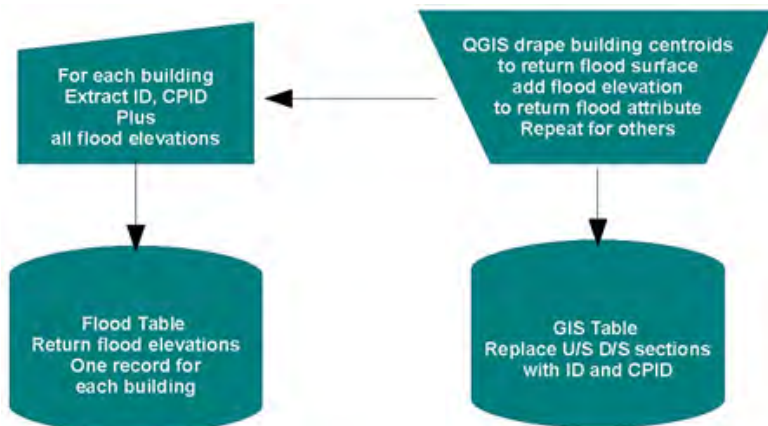 For each building
Extract ID, CPID
Plus
all flood elevations
QGIS drape building centroids
to return flood surface
add flood elevation
to return flood attribute
Repeat for others
Flood Table
Return flood elevations
One record for
each building
GIS Table
Replace U/S D/S sections
with ID and CPID